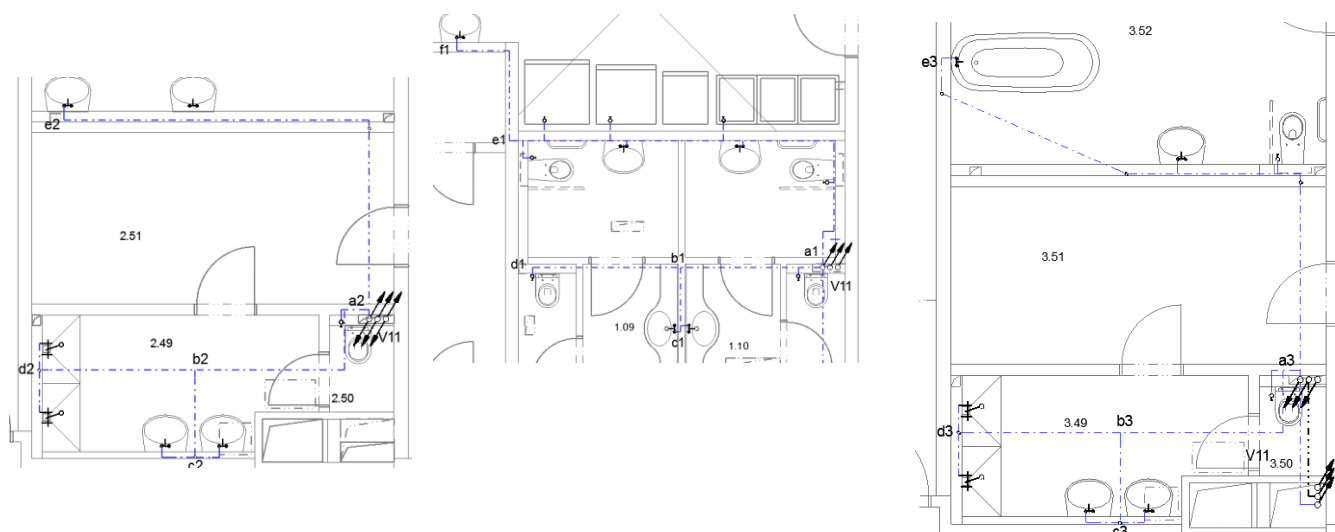 e2
2.51
a2
V11
2.49
b2
d2
2.50
c2
f1
e1
d1
b1
a1
V11
1.09
1.10
c1
3.52
e3
3.51
a3
d3
3.49
b3
V11
3.50
c3